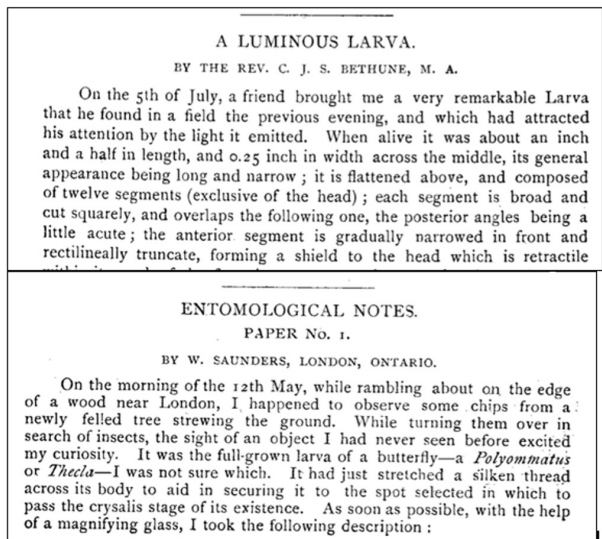 A LUMINOUS LARVA.
BY THE REV. C. J. S. BETHUNE, M. A.
On the 5th of July, a friend brought me a very remarkable Larva
that he found in a field the previous evening, and which had attracted
his attention by the light it emitted. When alive it was about an inch
and a half in length, and 0.25 inch in width across the middle, its general
appearance being long and narrow; it is flattened above, and composed
of twelve segments (exclusive of the head); each segment is broad and
cut squarely, and overlaps the following one, the posterior angles being a
little acute; the anterior segment is gradually narrowed in front and
rectilineally truncate, forming a shield to the head which is retractile
ENTOMOLOGICAL NOTES.
PAPER No. 1.
BY W. SAUNDERS, LONDON, ONTARIO.
On the morning of the 12th May, while rambling about on the edge
of a wood near London, I happened to observe some chips from a
newly felled tree strewing the ground. While turning them over in
search of insects, the sight of an object I had never seen before excited
my curiosity. It was the full-grown larva of a butterfly—a Polyommatus
or Thecla—I was not sure which. It had just stretched a silken thread
across its body to aid in securing it to the spot selected in which to
pass the crysalis stage of its existence. As soon as possible, with the help
of a magnifying glass, I took the following description: